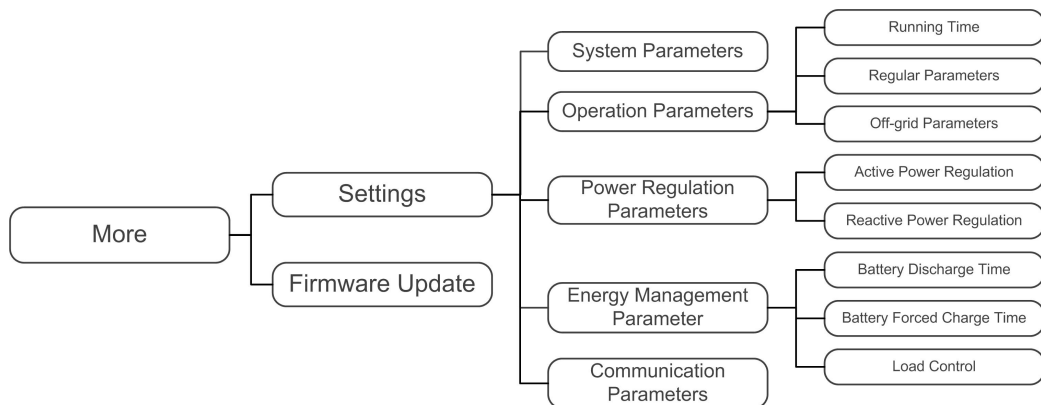 More
Settings
Firmware Update
System Parameters
Operation Parameters
Power Regulation
Parameters
Energy Management
Parameter
Communication
Parameters
Running Time
Regular Parameters
Off-grid Parameters
Active Power Regulation
Reactive Power Regulation
Battery Discharge Time
Battery Forced Charge Time
Load Control